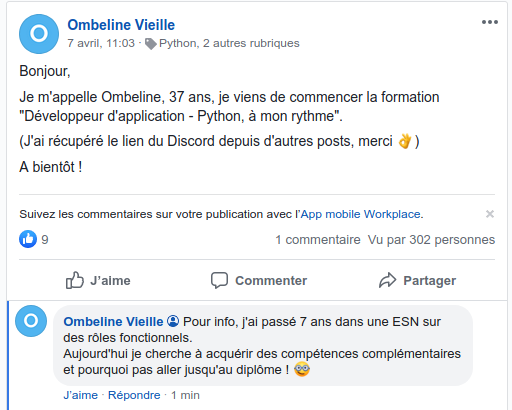 O
Ombeline Vieille
7 avril, 11:03 · Python, 2 autres rubriques
Bonjour,
Je m'appelle Ombeline, 37 ans, je viens de commencer la formation
"Développeur d'application - Python, à mon rythme".
(J'ai récupéré le lien du Discord depuis d'autres posts, merci 👌)
A bientôt !
Suivez les commentaires sur votre publication avec l'App mobile Workplace.
9
1 commentaire Vu par 302 personnes
J'aime Commenter Partager
O
Ombeline Vieille Pour info, j'ai passé 7 ans dans une ESN sur
des rôles fonctionnels.
Aujourd'hui je cherche à acquérir des compétences complémentaires
et pourquoi pas aller jusqu'au diplôme ! 🤓
J'aime · Répondre · 1 min